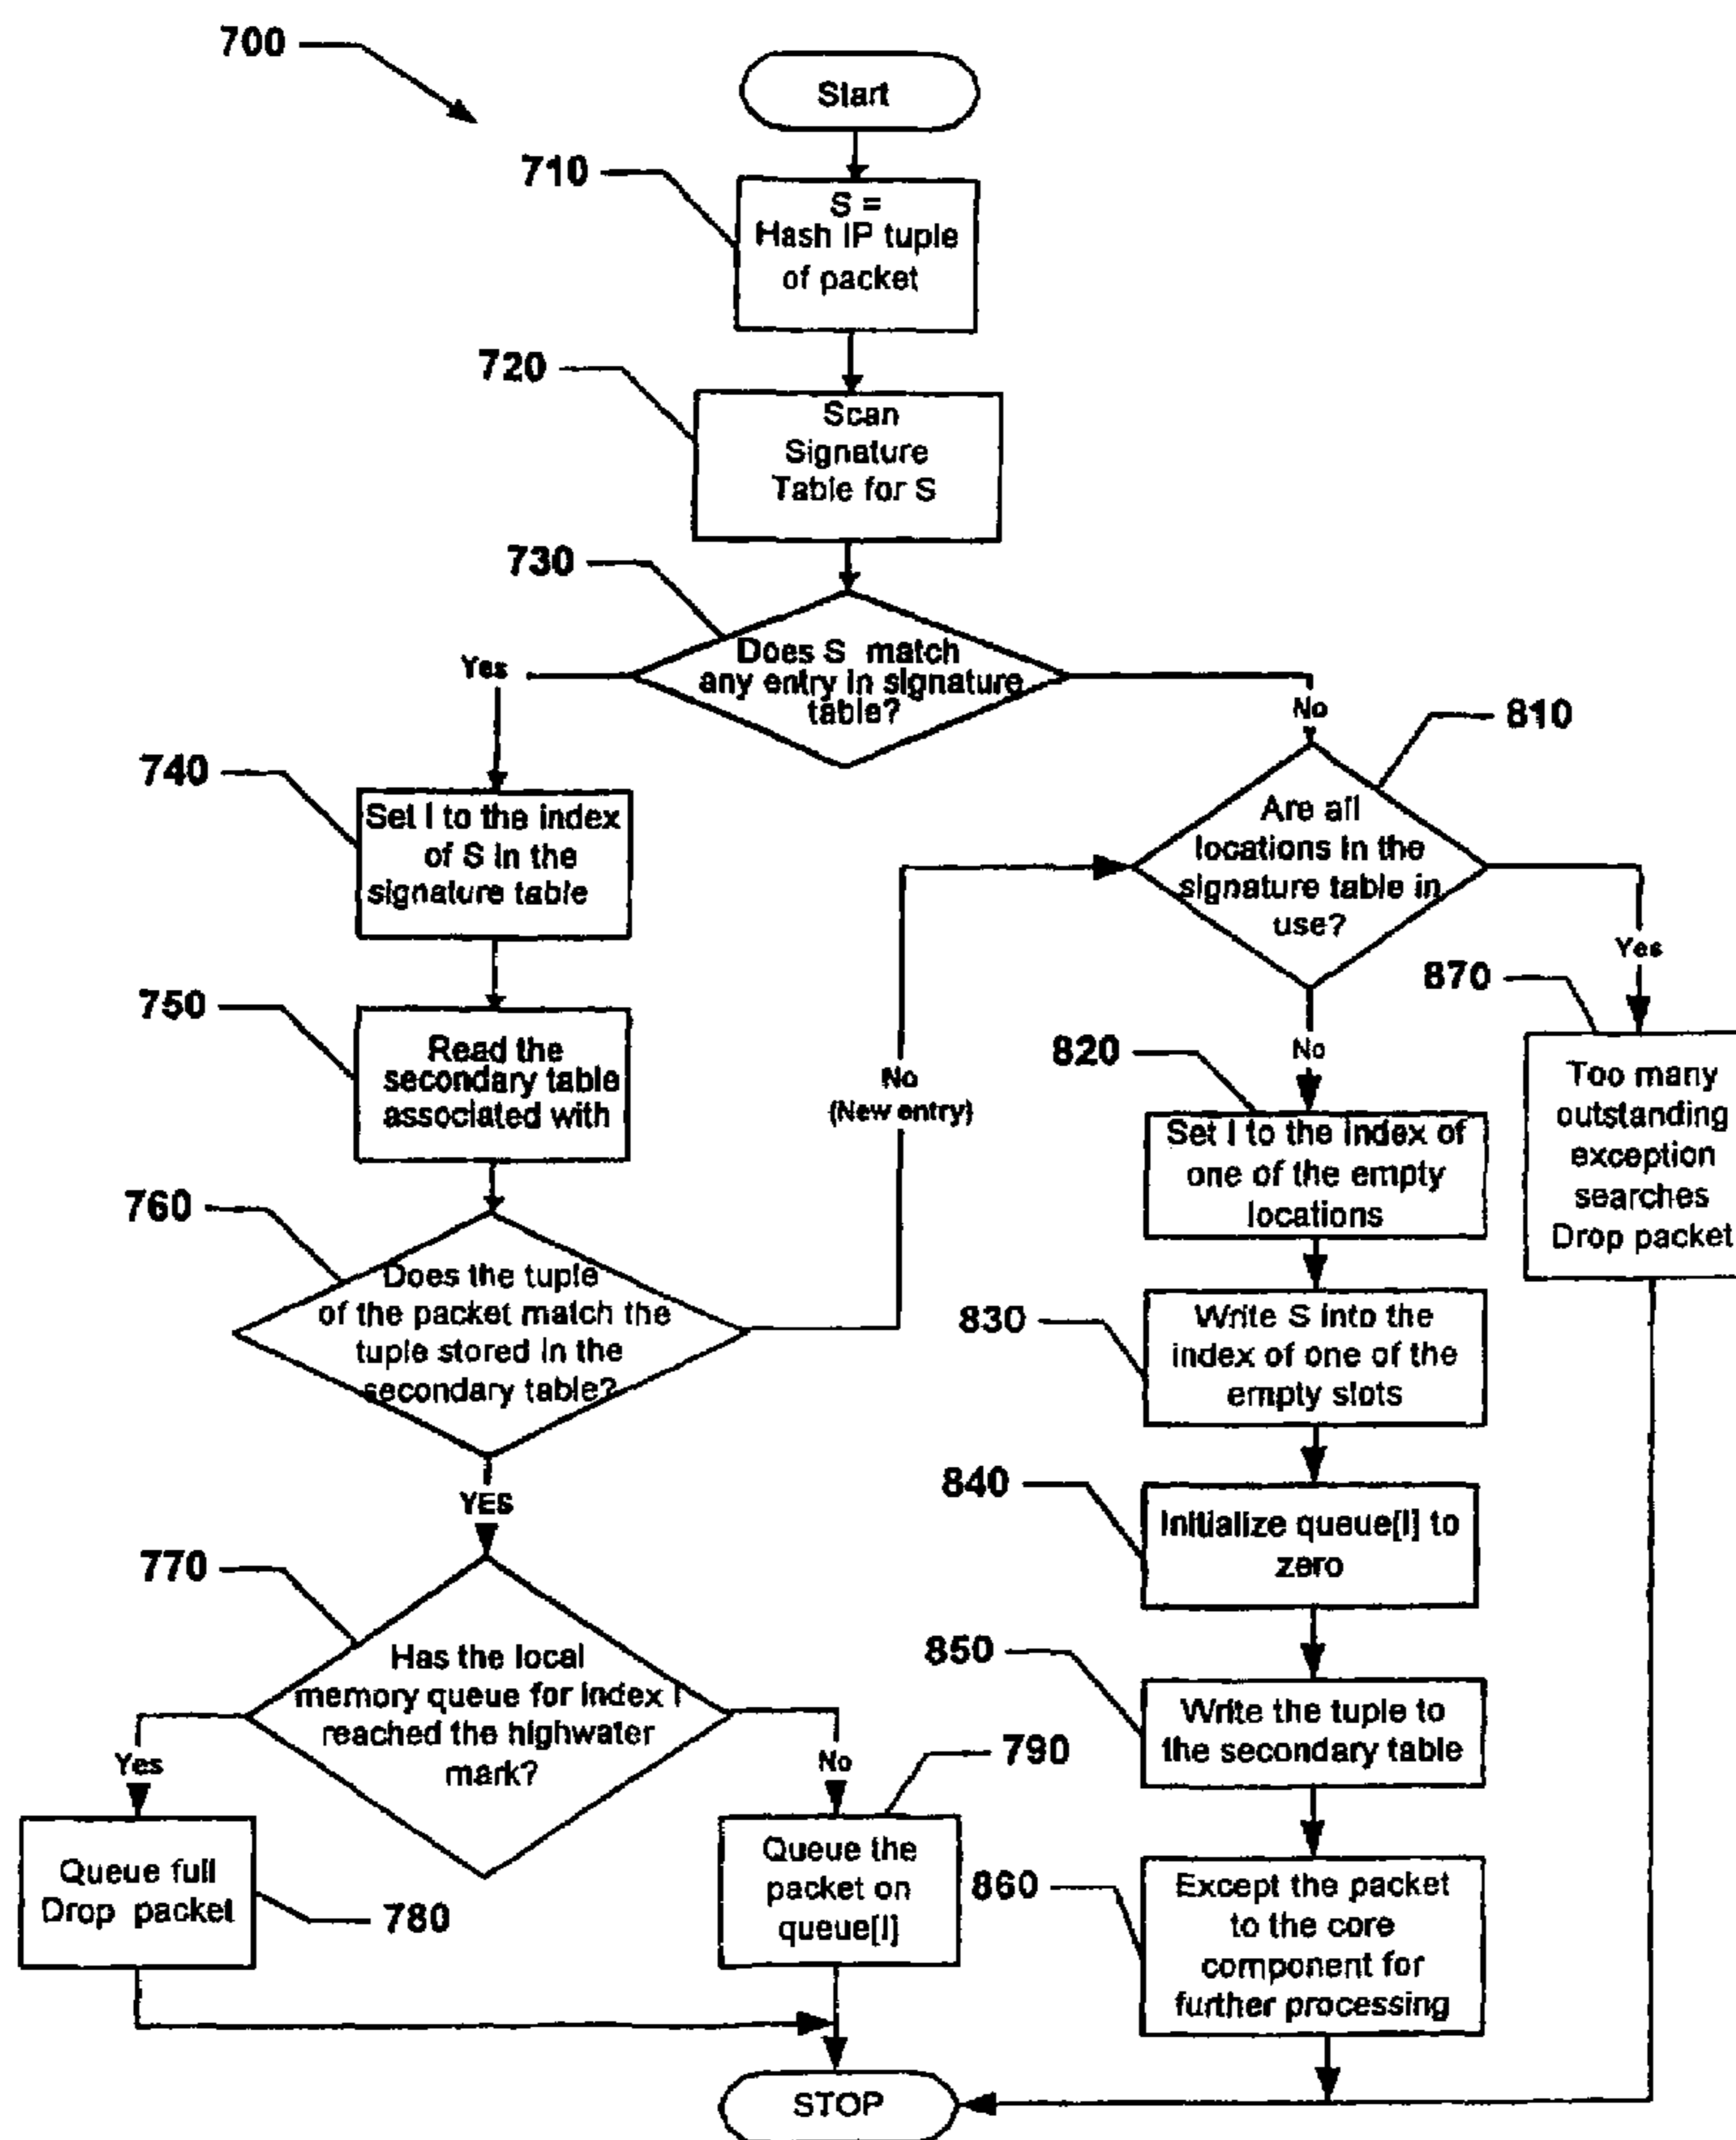 700
Start
710
S =
Hash IP tuple
of packet
720
Scan
Signature
Table for S
730
Does S match
any entry in signature
table?
Yes
No
740
Set I to the index
of S in the
signature table
810
Are all
locations in the
signature table in
use?
Yes
870
Too many
outstanding
exception
searches
Drop packet
750
Read the
secondary table
associated with
No
(New entry)
No
820
Set I to the index of
one of the empty
locations
760
Does the tuple
of the packet match the
tuple stored in the
secondary table?
YES
830
Write S into the
index of one of the
empty slots
840
Initialize queue[I] to
zero
770
Has the local
memory queue for index I
reached the highwater
mark?
Yes
No
850
Write the tuple to
the secondary table
780
Queue full
Drop packet
790
Queue the
packet on
queue[I]
860
Except the packet
to the core
component for
further processing
STOP